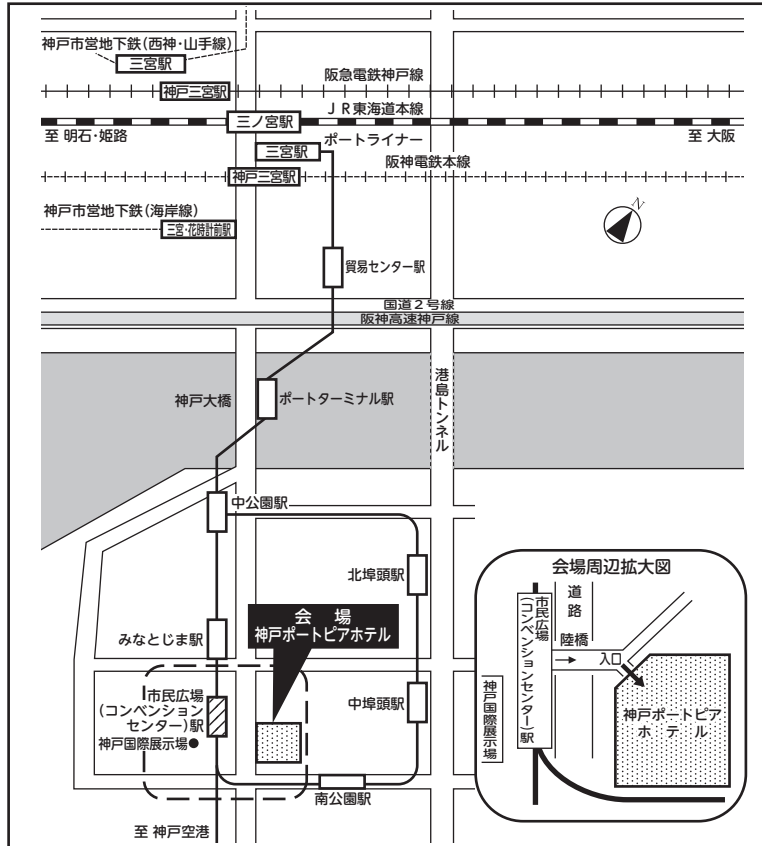 神戸市営地下鉄(西神・山手線)
三宮駅
阪急電鉄神戸線
神戸三宮駅
JR東海道本線
三ノ宮駅
至 明石・姫路
至 大阪
ポートライナー
三宮駅
阪神電鉄本線
神戸三宮駅
神戸市営地下鉄(海岸線)
三宮・花時計前駅
N
貿易センター駅
国道2号線
阪神高速神戸線
神戸大橋
ポートターミナル駅
港島トンネル
中公園駅
北埠頭駅
会場
神戸ポートピアホテル
みなとじま駅
市民広場
(コンベンション
センター)駅
神戸国際展示場●
中埠頭駅
南公園駅
至 神戸空港
会場周辺拡大図
市民広場
(コンベンションセンター)駅
道路
陸橋
入口
神戸国際展示場
神戸ポートピア
ホテル